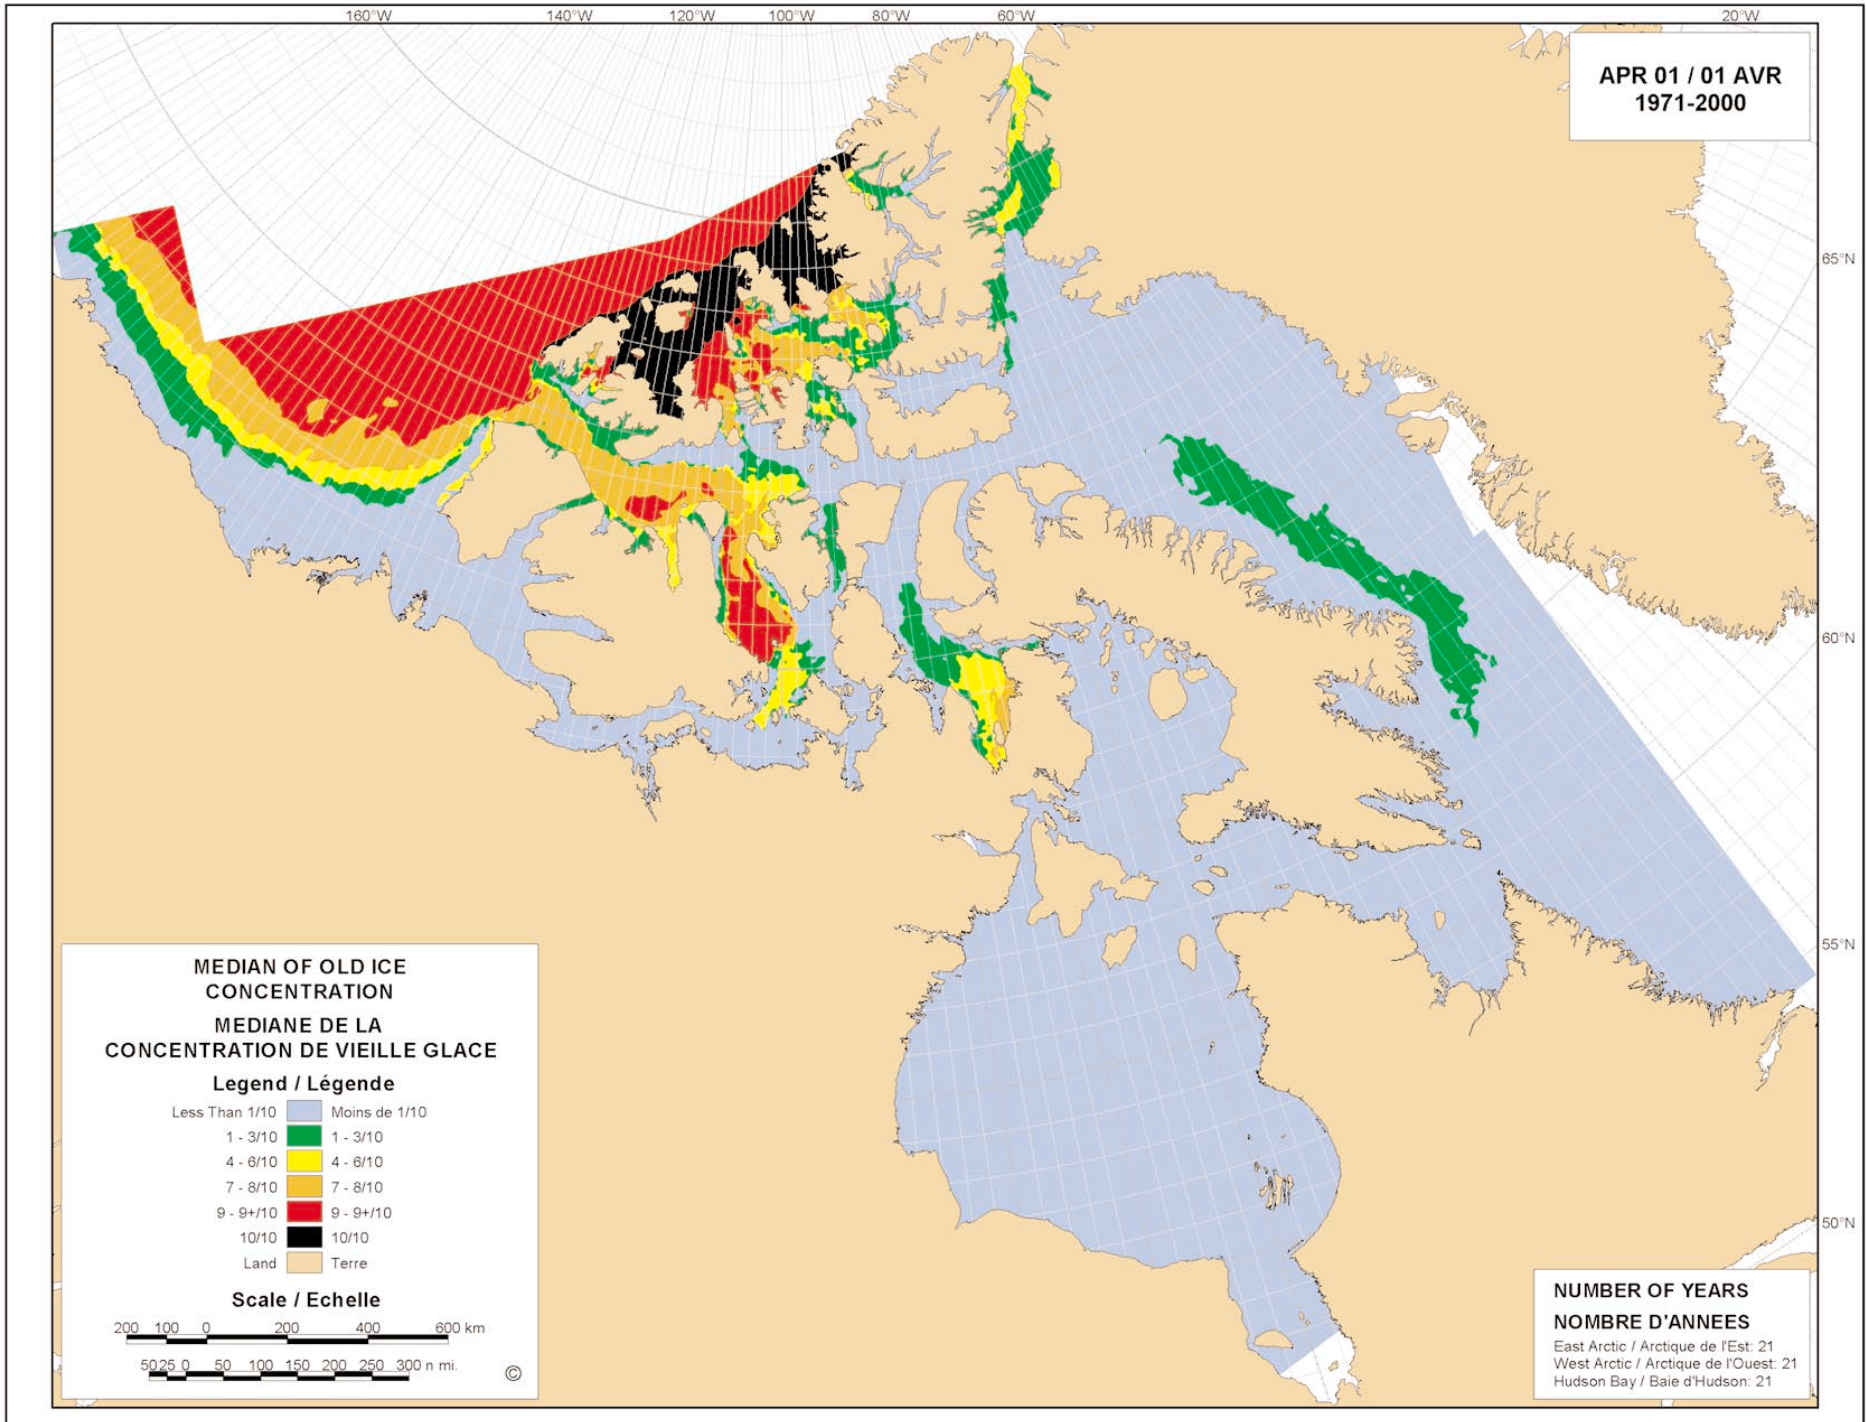 160°W 140°W 120°W 100°W 80°W 60°W 20°W
APR 01 / 01 AVR
1971-2000
65°N
60°N
55°N
50°N
MEDIAN OF OLD ICE
CONCENTRATION
MEDIANE DE LA
CONCENTRATION DE VIEILLE GLACE
Legend / Légende
Less Than 1/10 Moins de 1/10
1 - 3/10 1 - 3/10
4 - 6/10 4 - 6/10
7 - 8/10 7 - 8/10
9 - 9+/10 9 - 9+/10
10/10 10/10
Land Terre
Scale / Echelle
200 100 0 200 400 600 km
50 25 0 50 100 150 200 250 300 n mi.
©
NUMBER OF YEARS
NOMBRE D'ANNEES
East Arctic / Arctique de l'Est: 21
West Arctic / Arctique de l'Ouest: 21
Hudson Bay / Baie d'Hudson: 21